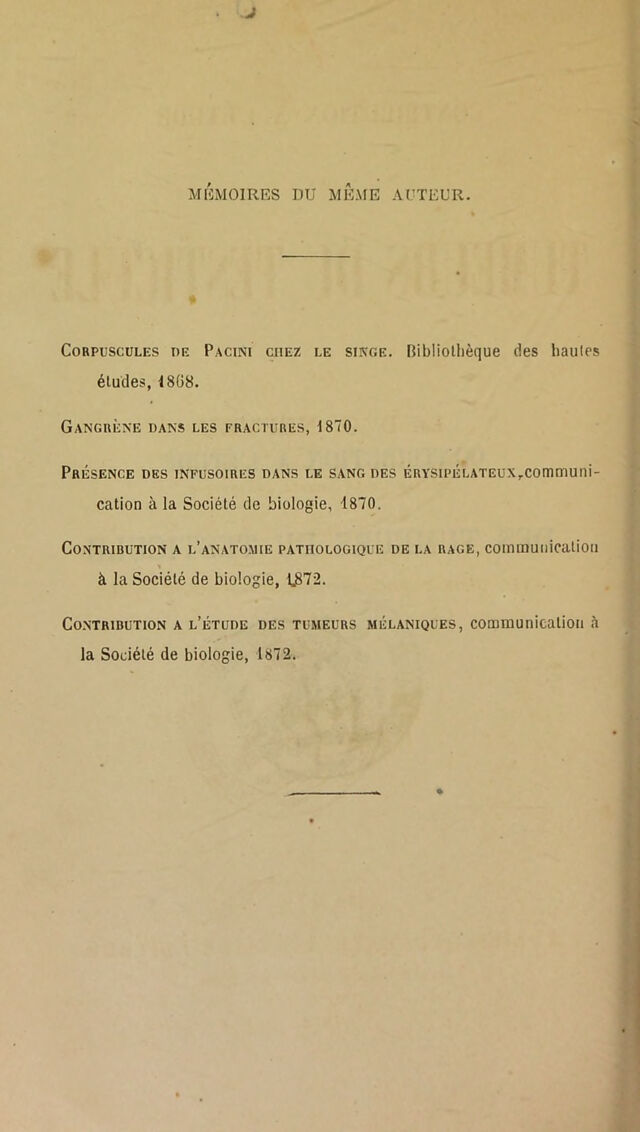 MÉMOIRES DU MÊME AUTEUR.
CORPUSCULES DE PACINI CHEZ LE SINGE. Bibliothèque des hautes
études, 1868.
GANGRÈNE DANS LES FRACTURES, 1870.
PRÉSENCE DES INFUSOIRES DANS LE SANG DES ÉRYSIPÉLATEUX, communi-
cation à la Société de biologie, 1870.
CONTRIBUTION A L'ANATOMIE PATHOLOGIQUE DE LA RAGE, communication
à la Société de biologie, 1872.
CONTRIBUTION A L'ÉTUDE DES TUMEURS MÉLANIQUES, communication à
la Société de biologie, 1872.